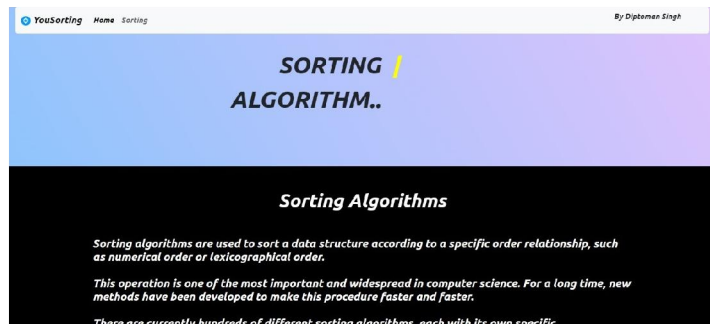 YouSorting Home Sorting By Diptoman Singh
SORTING /
ALGORITHM..
Sorting Algorithms
Sorting algorithms are used to sort a data structure according to a specific order relationship, such
as numerical order or lexicographical order.
This operation is one of the most important and widespread in computer science. For a long time, new
methods have been developed to make this procedure faster and faster.
There are currently hundreds of different sorting algorithms, each with its own specific